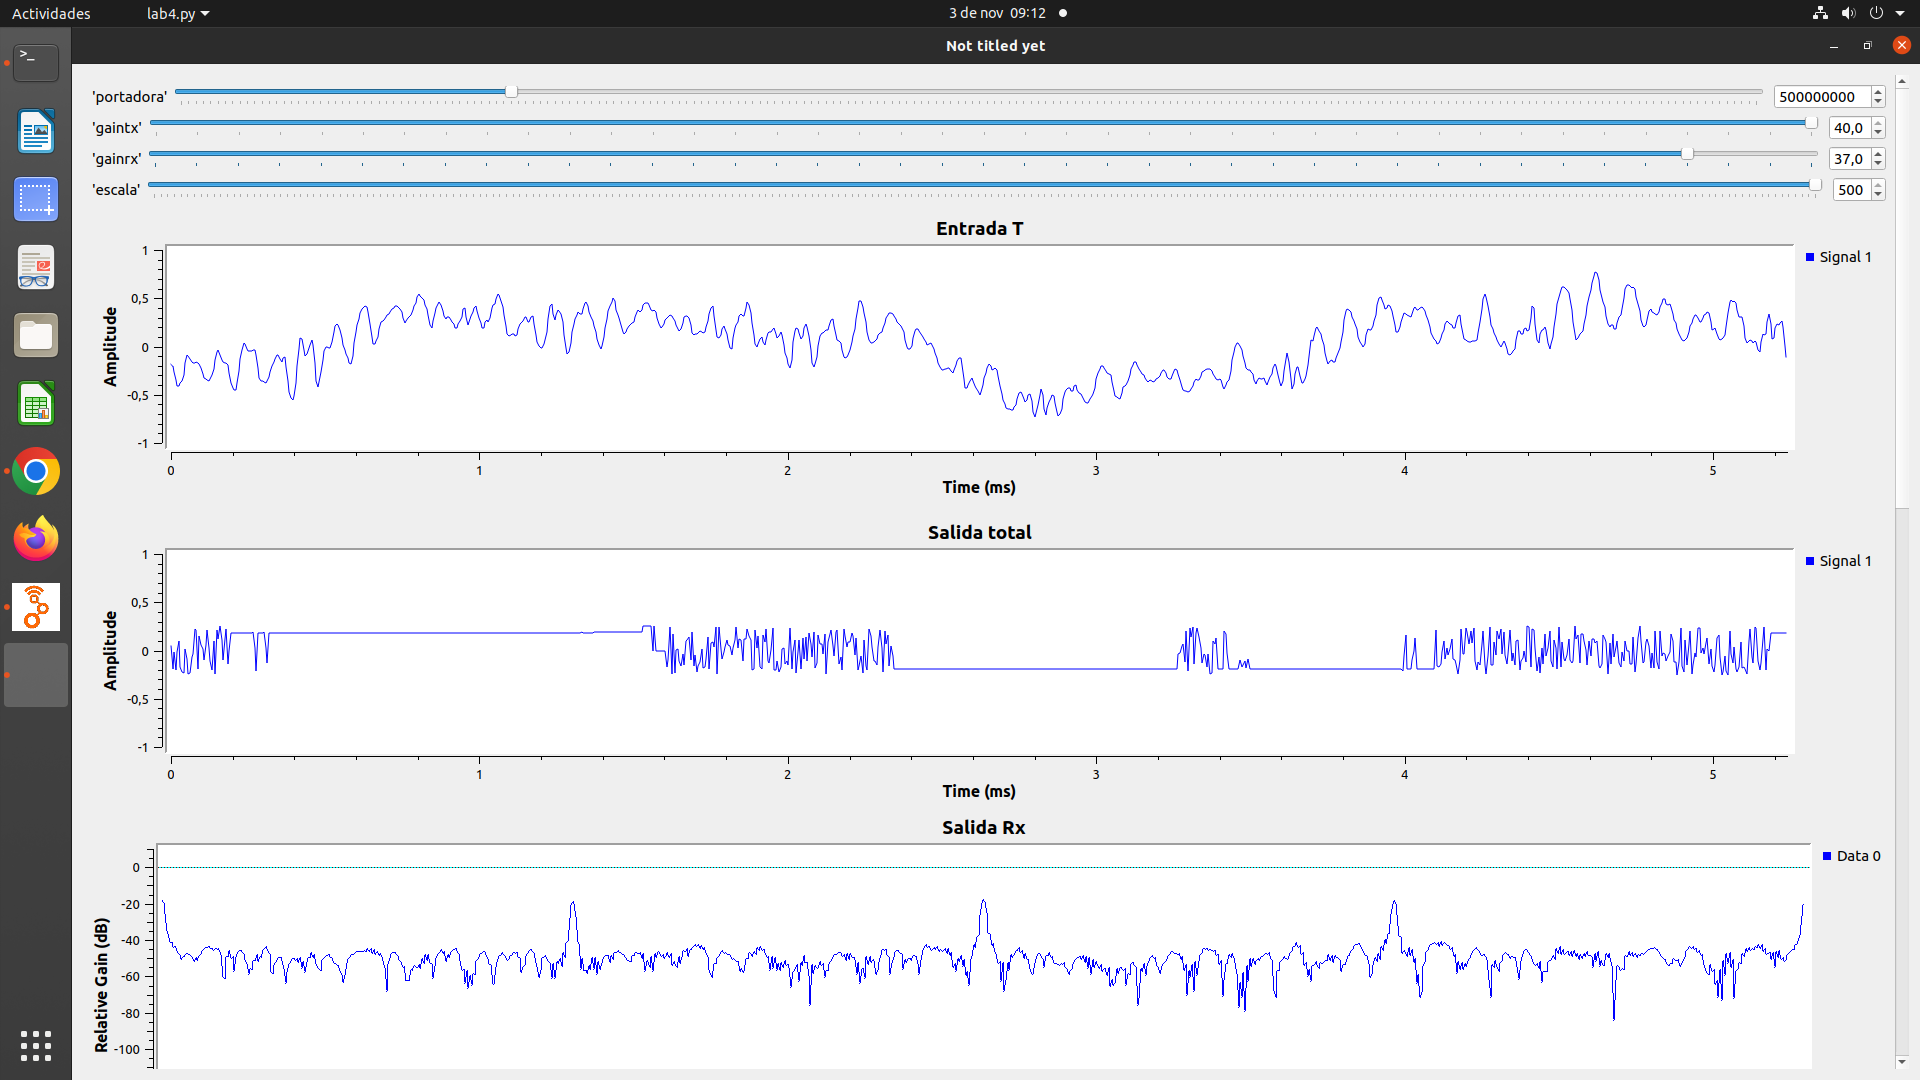 Actividades lab4.py 3 de nov 09:12
Not titled yet
'portadora' 500000000
'gaintx' 40,0
'gainrx' 37,0
'escala' 500
Entrada T
Signal 1
Amplitude
1
0,5
0
-0,5
-1
0 1 2 3 4 5
Time (ms)
Salida total
Signal 1
Amplitude
1
0,5
0
-0,5
-1
0 1 2 3 4 5
Time (ms)
Salida Rx
Data 0
Relative Gain (dB)
0
-20
-40
-60
-80
-100